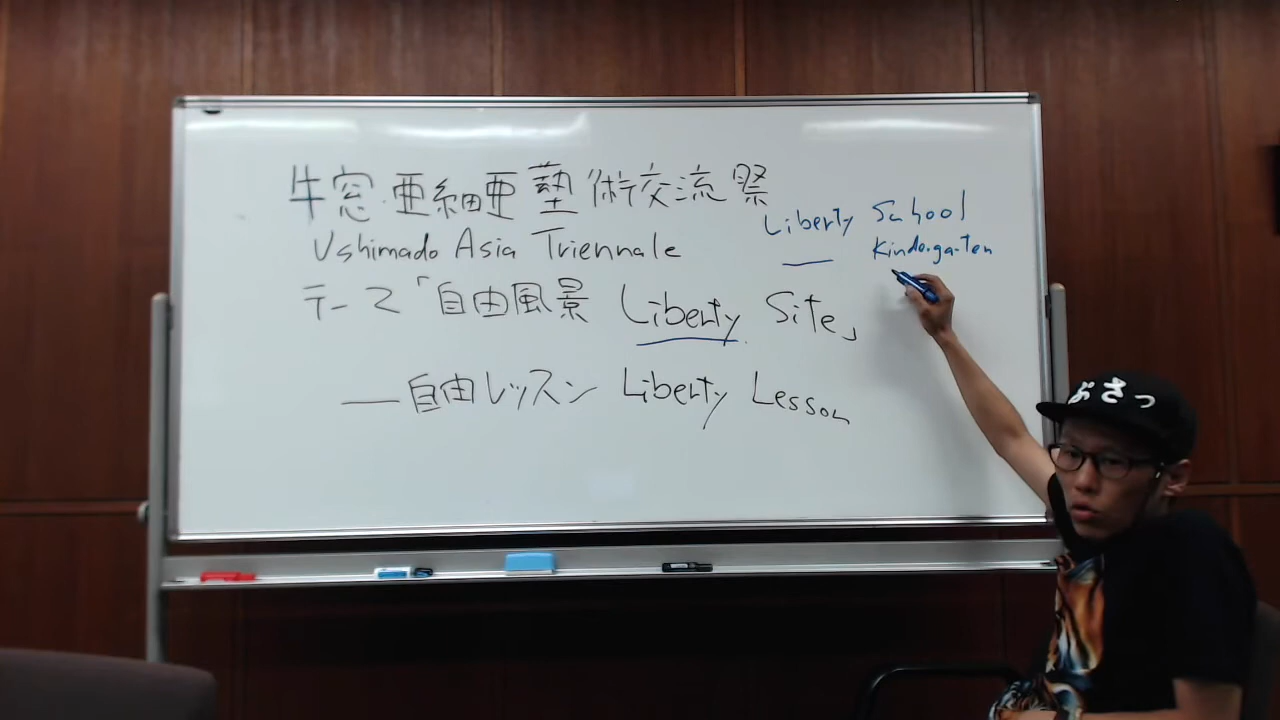 牛窓・亜細亜藝術交流祭
Ushimado Asia Triennale
テーマ「自由風景 Liberty Site」
―自由レッスン Liberty Lesson
Liberty School
Kindergarten